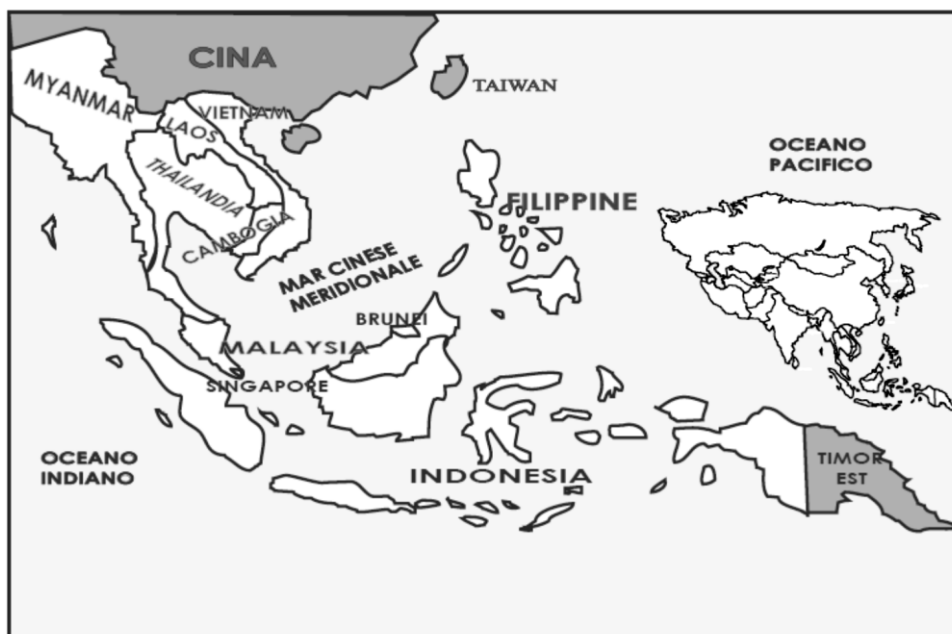 CINA
MYANMAR
TAIWAN
VIETNAM
LAOS
OCEANO
PACIFICO
THAILANDIA
FILIPPINE
CAMBOGIA
MAR CINESE
MERIDIONALE
BRUNEI
MALAYSIA
SINGAPORE
OCEANO
INDIANO
INDONESIA
TIMOR
EST